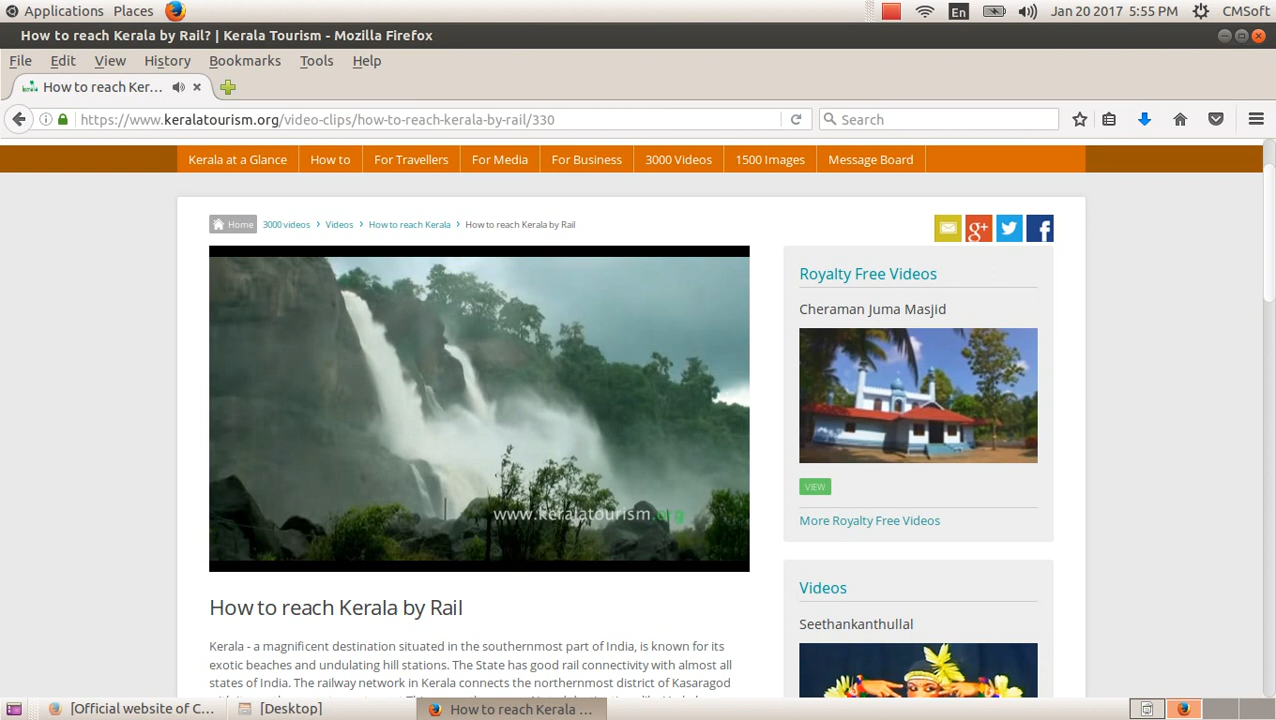 Applications Places En Jan 20 2017 5:55 PM CMSoft
How to reach Kerala by Rail? | Kerala Tourism - Mozilla Firefox
File Edit View History Bookmarks Tools Help
How to reach Ker...
https://www.keralatourism.org/video-clips/how-to-reach-kerala-by-rail/330 Search
Kerala at a Glance How to For Travellers For Media For Business 3000 Videos 1500 Images Message Board
Home 3000 videos › Videos › How to reach Kerala › How to reach Kerala by Rail
Royalty Free Videos
Cheraman Juma Masjid
www.keralatourism.org
VIEW
More Royalty Free Videos
Videos
Seethankanthullal
How to reach Kerala by Rail
Kerala - a magnificent destination situated in the southernmost part of India, is known for its
exotic beaches and undulating hill stations. The State has good rail connectivity with almost all
states of India. The railway network in Kerala connects the northernmost district of Kasaragod
[Official website of C... [Desktop] How to reach Kerala ...